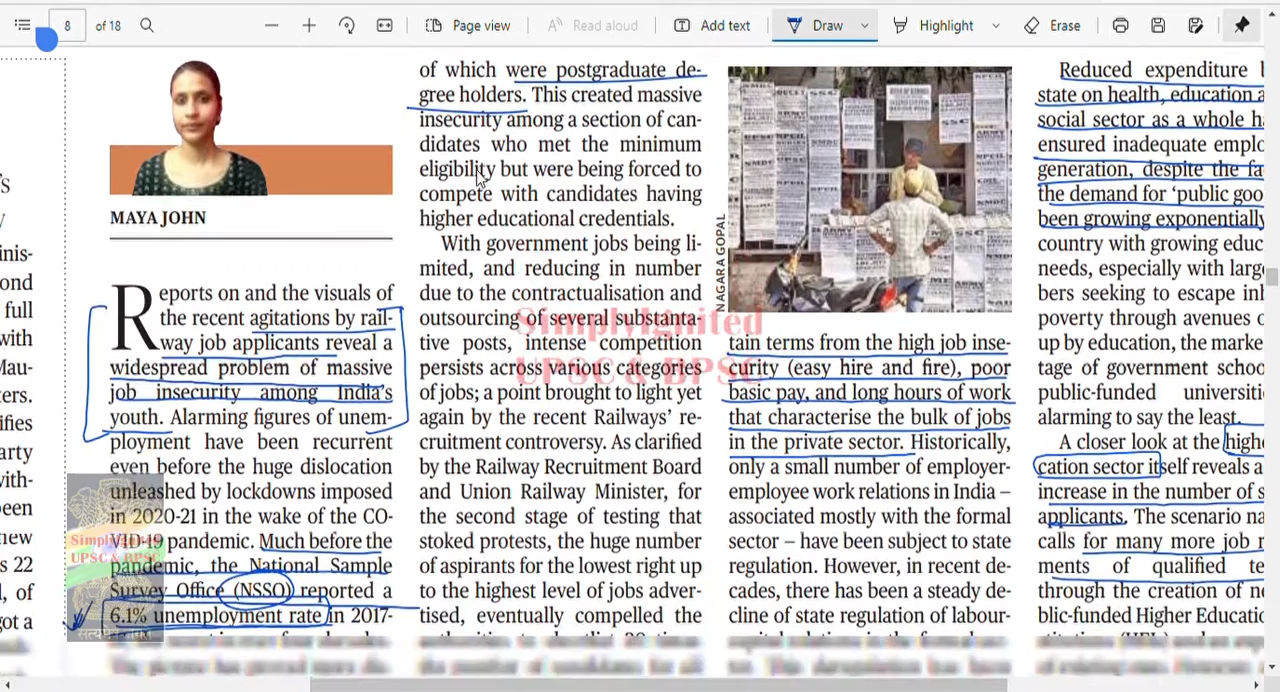 8
of 18
Page view
Read aloud
Add text
Draw
Highlight
Erase
MAYA JOHN
Reports on and the visuals of
the recent agitations by rail-
way job applicants reveal a
widespread problem of massive
job insecurity among India's
youth. Alarming figures of unem-
ployment have been recurrent
even before the huge dislocation
unleashed by lockdowns imposed
in 2020-21 in the wake of the CO-
VID-19 pandemic. Much before the
pandemic, the National Sample
Survey Office (NSSO) reported a
6.1% unemployment rate in 2017-
of which were postgraduate de-
gree holders. This created massive
insecurity among a section of can-
didates who met the minimum
eligibility but were being forced to
compete with candidates having
higher educational credentials.
With government jobs being li-
mited, and reducing in number
due to the contractualisation and
outsourcing of several substanta-
tive posts, intense competition
persists across various categories
of jobs; a point brought to light yet
again by the recent Railways' re-
cruitment controversy. As clarified
by the Railway Recruitment Board
and Union Railway Minister, for
the second stage of testing that
stoked protests, the huge number
of aspirants for the lowest right up
to the highest level of jobs adver-
tised, eventually compelled the
NAGARA GOPAL
tain terms from the high job inse-
curity (easy hire and fire), poor
basic pay, and long hours of work
that characterise the bulk of jobs
in the private sector. Historically,
only a small number of employer-
employee work relations in India –
associated mostly with the formal
sector – have been subject to state
regulation. However, in recent de-
cades, there has been a steady de-
cline of state regulation of labour-
Reduced expenditure
state on health, education
social sector as a whole
ensured inadequate
generation, despite the
the demand for 'public
been growing exponentially
country with growing
needs, especially with
seeking to escape
poverty through avenues
up by education, the
of government
public-funded
alarming to say the least.
A closer look at the
cation sector itself reveals a
increase in the number of
applicants. The scenario
calls for many more job
ments of qualified
through the creation of
blic-funded Higher
SimplyIgnited
UPSC & BPSC
SimplyIgnited
UPSC & BPSC
सत्यमेव जयते